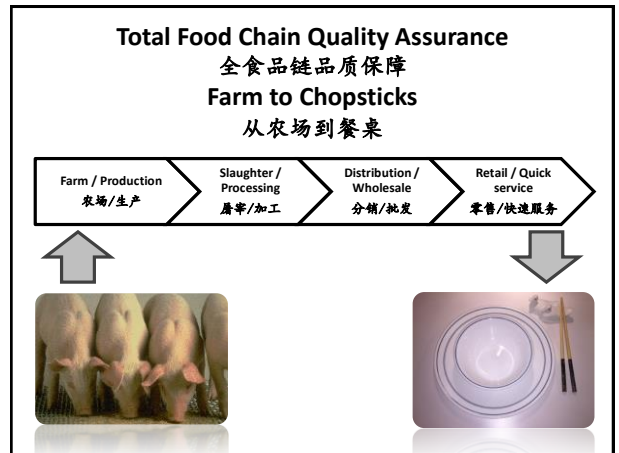 Total Food Chain Quality Assurance
全食品链品质保障
Farm to Chopsticks
从农场到餐桌
Farm / Production
农场/生产
Slaughter /
Processing
屠宰/加工
Distribution /
Wholesale
分销/批发
Retail / Quick
service
零售/快速服务